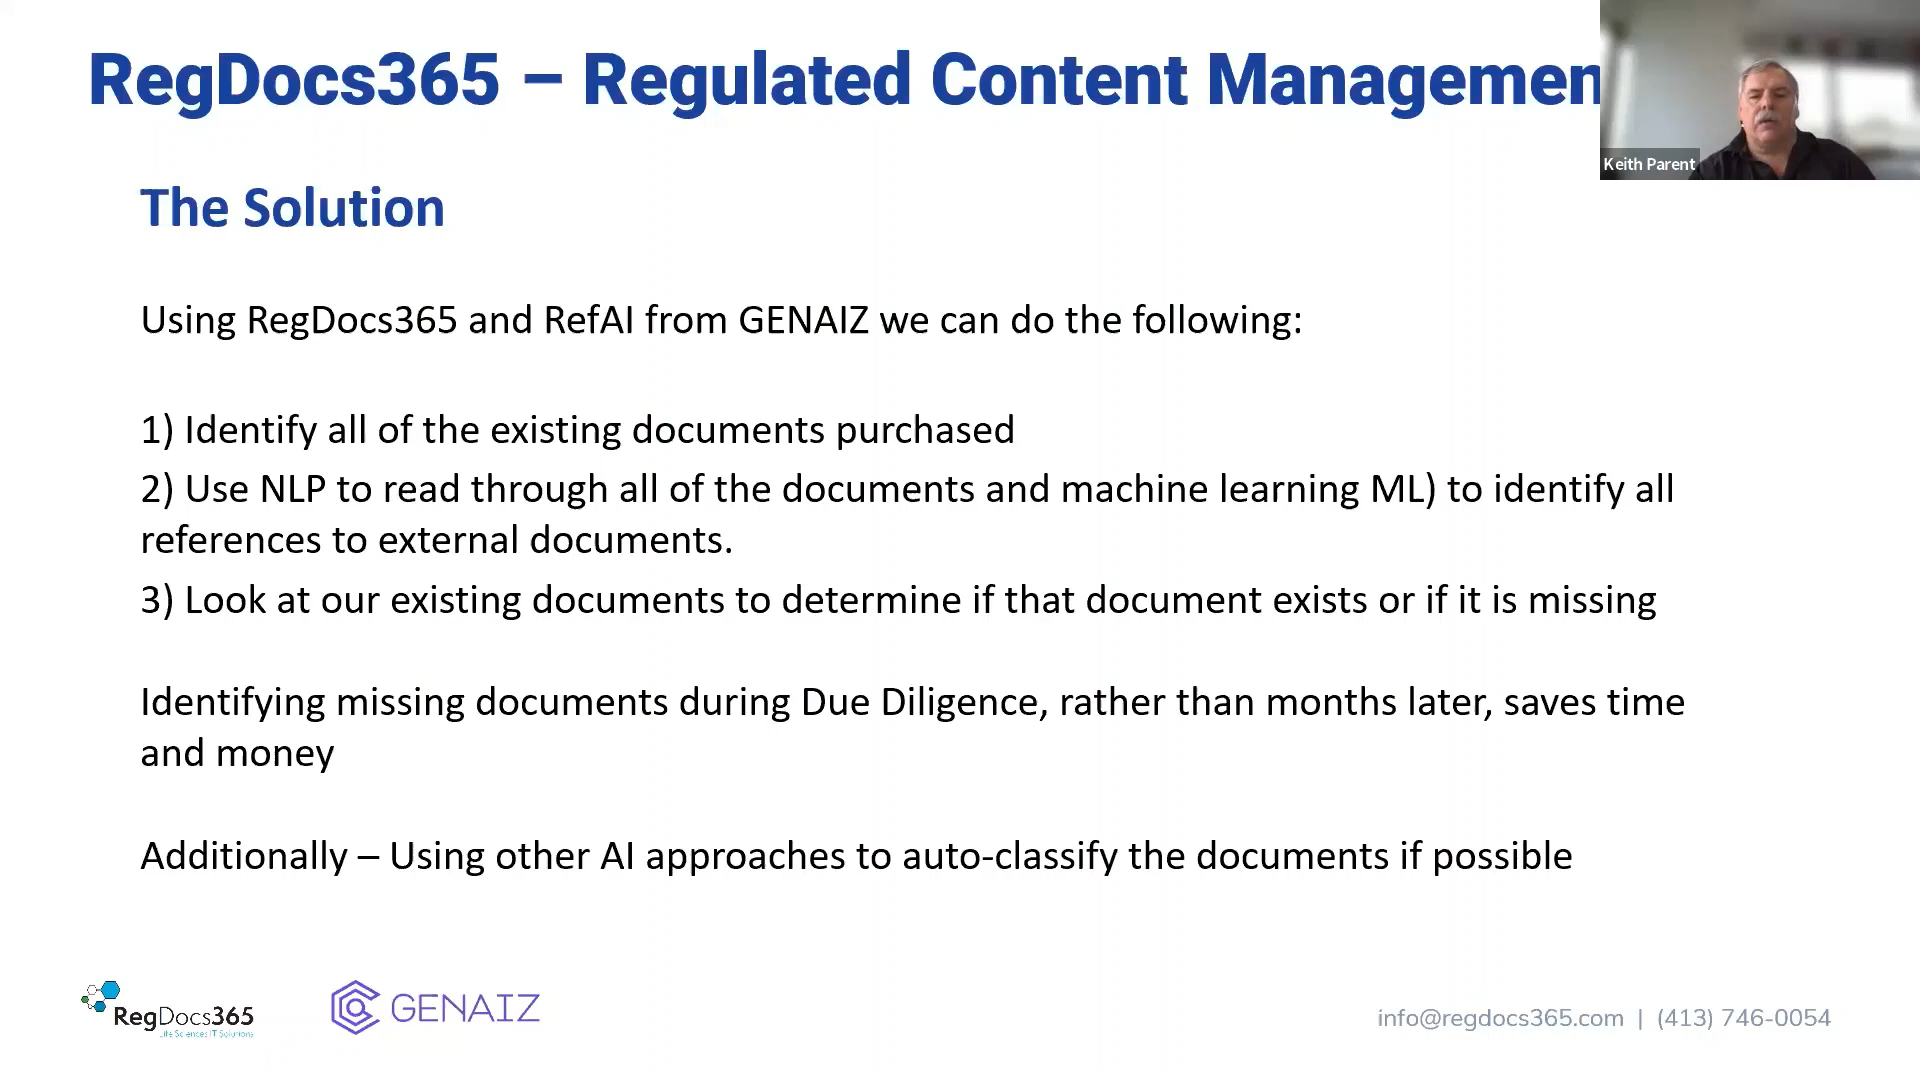 RegDocs365 – Regulated Content Managemen
Keith Parent
The Solution
Using RegDocs365 and RefAI from GENAIZ we can do the following:
1) Identify all of the existing documents purchased
2) Use NLP to read through all of the documents and machine learning ML) to identify all
references to external documents.
3) Look at our existing documents to determine if that document exists or if it is missing
Identifying missing documents during Due Diligence, rather than months later, saves time
and money
Additionally – Using other AI approaches to auto-classify the documents if possible
RegDocs365
Life Sciences IT Solutions
GENAIZ
info@regdocs365.com | (413) 746-0054